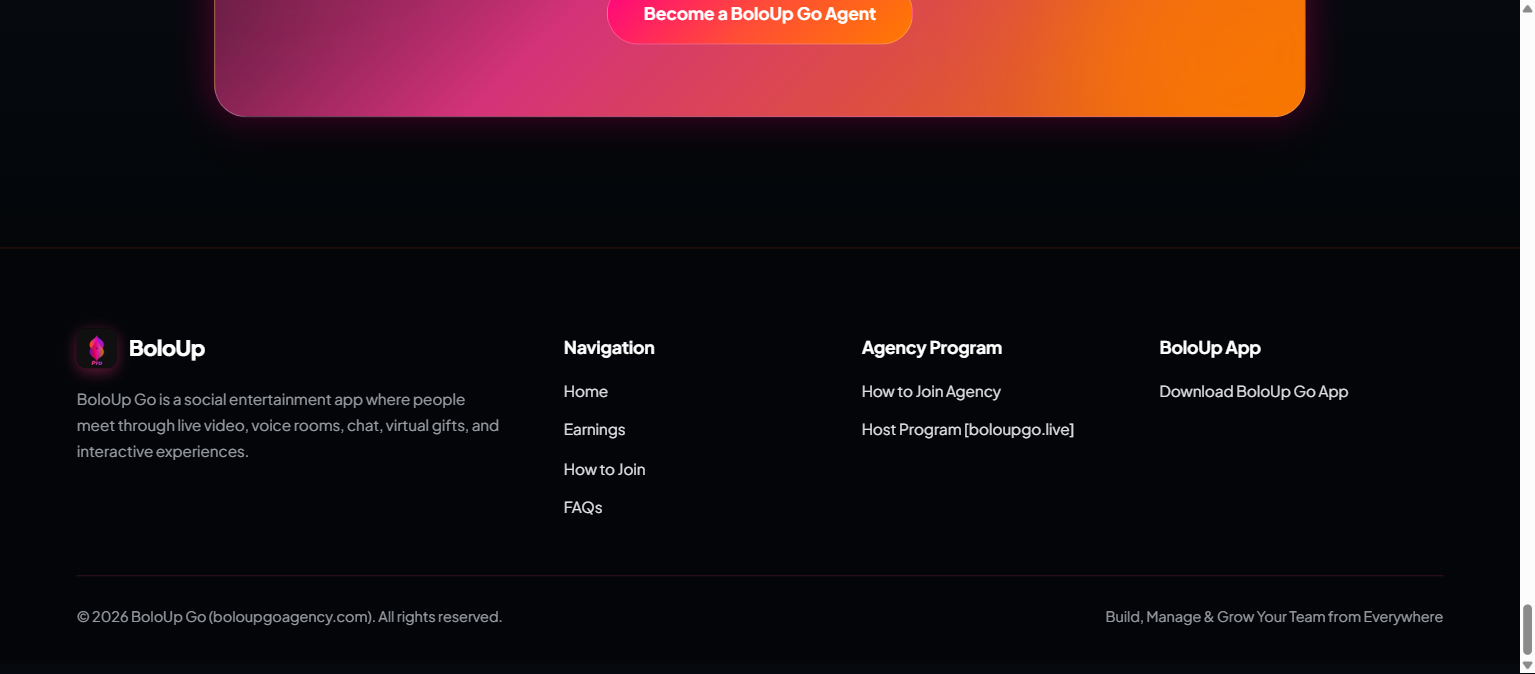 Become a BoloUp Go Agent
Pro
BoloUp
BoloUp Go is a social entertainment app where people
meet through live video, voice rooms, chat, virtual gifts, and
interactive experiences.
Navigation
Home
Earnings
How to Join
FAQs
Agency Program
How to Join Agency
Host Program [boloupgo.live]
BoloUp App
Download BoloUp Go App
© 2026 BoloUp Go (boloupgoagency.com). All rights reserved.
Build, Manage & Grow Your Team from Everywhere